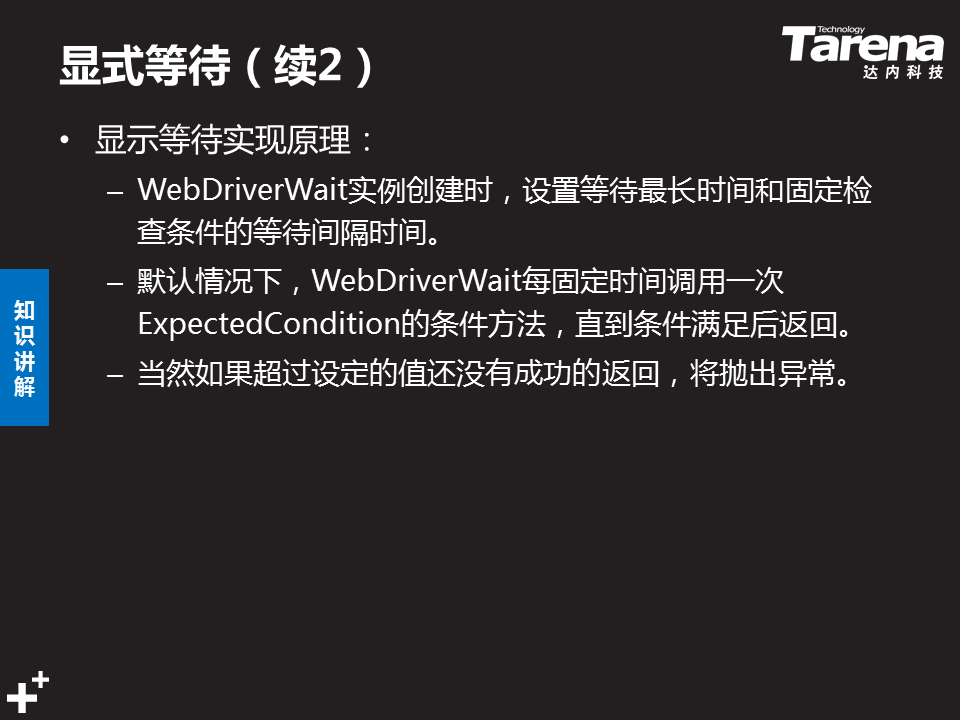 显式等待（续2）
Technology
Tarena
达内科技
• 显示等待实现原理：
– WebDriverWait实例创建时，设置等待最长时间和固定检
查条件的等待间隔时间。
– 默认情况下，WebDriverWait每固定时间调用一次
ExpectedCondition的条件方法，直到条件满足后返回。
– 当然如果超过设定的值还没有成功的返回，将抛出异常。
知
识
讲
解